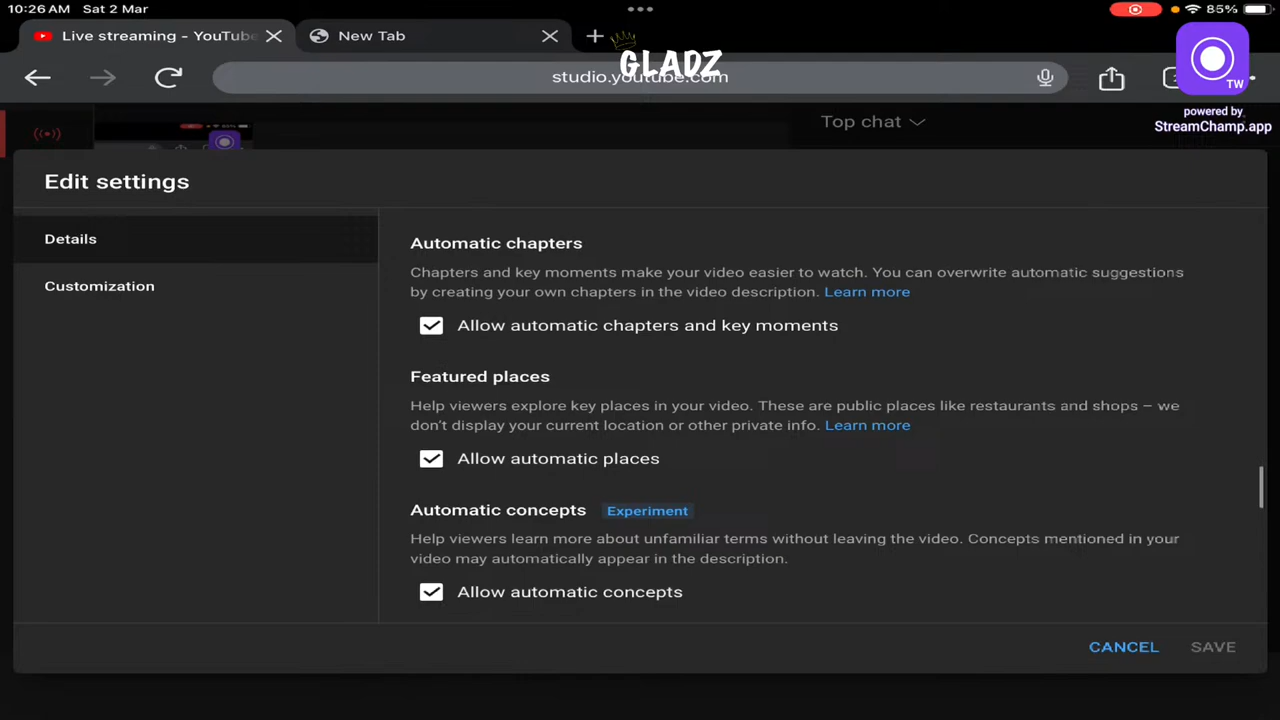 10:26 AM Sat 2 Mar
85%
Live streaming - YouTube
New Tab
GLADZ
studio.youtube.com
TW
powered by
StreamChamp.app
Top chat
Edit settings
Details
Customization
Automatic chapters
Chapters and key moments make your video easier to watch. You can overwrite automatic suggestions
by creating your own chapters in the video description. Learn more
Allow automatic chapters and key moments
Featured places
Help viewers explore key places in your video. These are public places like restaurants and shops – we
don't display your current location or other private info. Learn more
Allow automatic places
Automatic concepts Experiment
Help viewers learn more about unfamiliar terms without leaving the video. Concepts mentioned in your
video may automatically appear in the description.
Allow automatic concepts
CANCEL SAVE